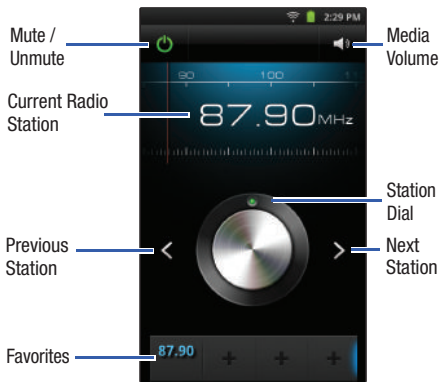 2:29 PM
Mute /
Unmute
Media
Volume
90
100
11
Current Radio
Station
87.90MHz
Station
Dial
Previous
Station
Next
Station
Favorites
87.90